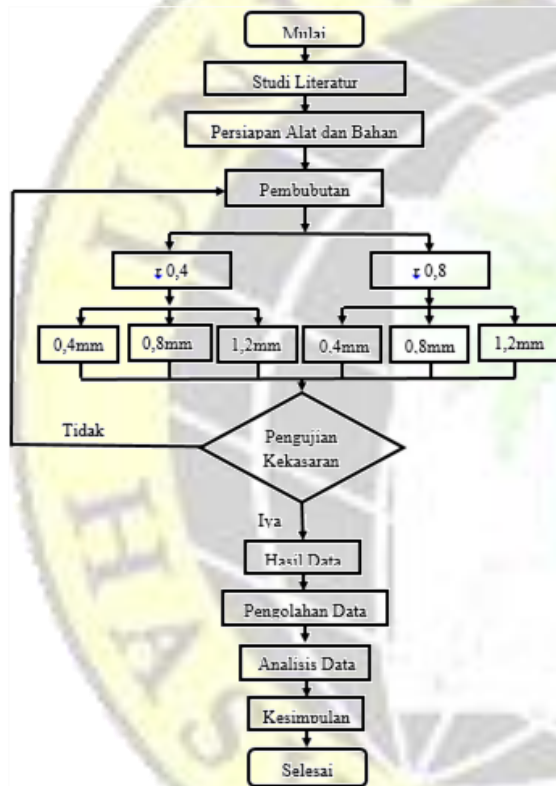 Mulai
Studi Literatur
Persiapan Alat dan Bahan
Pembubutan
r 0,4
r 0,8
0,4mm
0,8mm
1,2mm
0,4mm
0,8mm
1,2mm
Tidak
Pengujian
Kekasaran
Iya
Hasil Data
Pengolahan Data
Analisis Data
Kesimpulan
Selesai